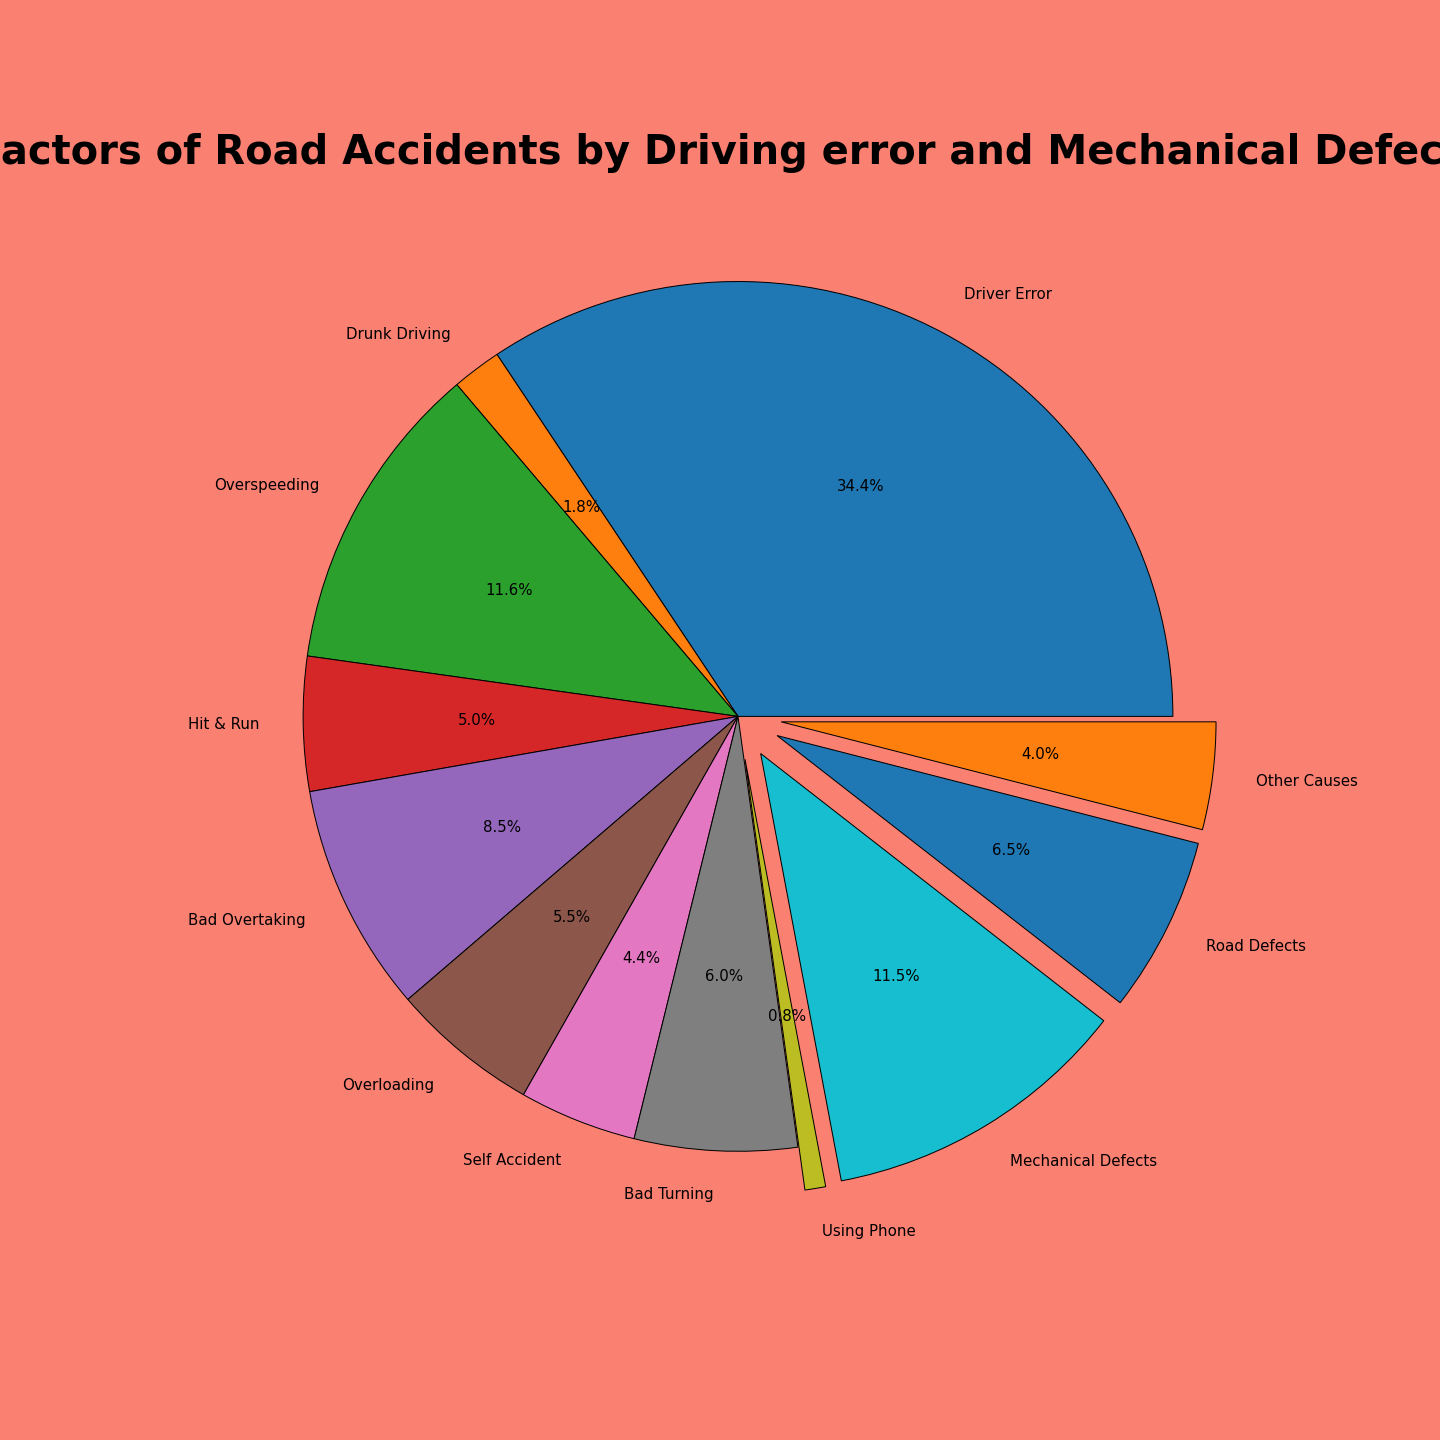 actors of Road Accidents by Driving error and Mechanical Defec
Driver Error
34.4%
Drunk Driving
1.8%
Overspeeding
11.6%
Hit & Run
5.0%
Bad Overtaking
8.5%
Overloading
5.5%
Self Accident
4.4%
Bad Turning
6.0%
Using Phone
0.8%
Mechanical Defects
11.5%
Road Defects
6.5%
Other Causes
4.0%